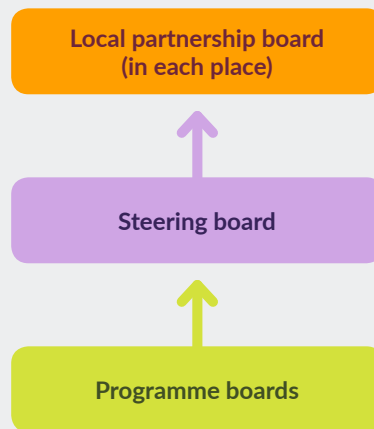 Local partnership board
(in each place)
Steering board
Programme boards